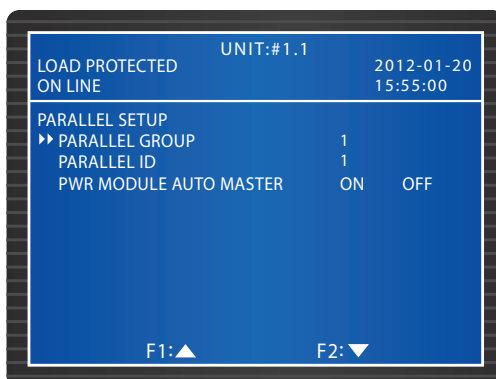 UNIT:#1.1
LOAD PROTECTED 2012-01-20
ON LINE 15:55:00
PARALLEL SETUP
PARALLEL GROUP 1
PARALLEL ID 1
PWR MODULE AUTO MASTER ON OFF
F1: F2: